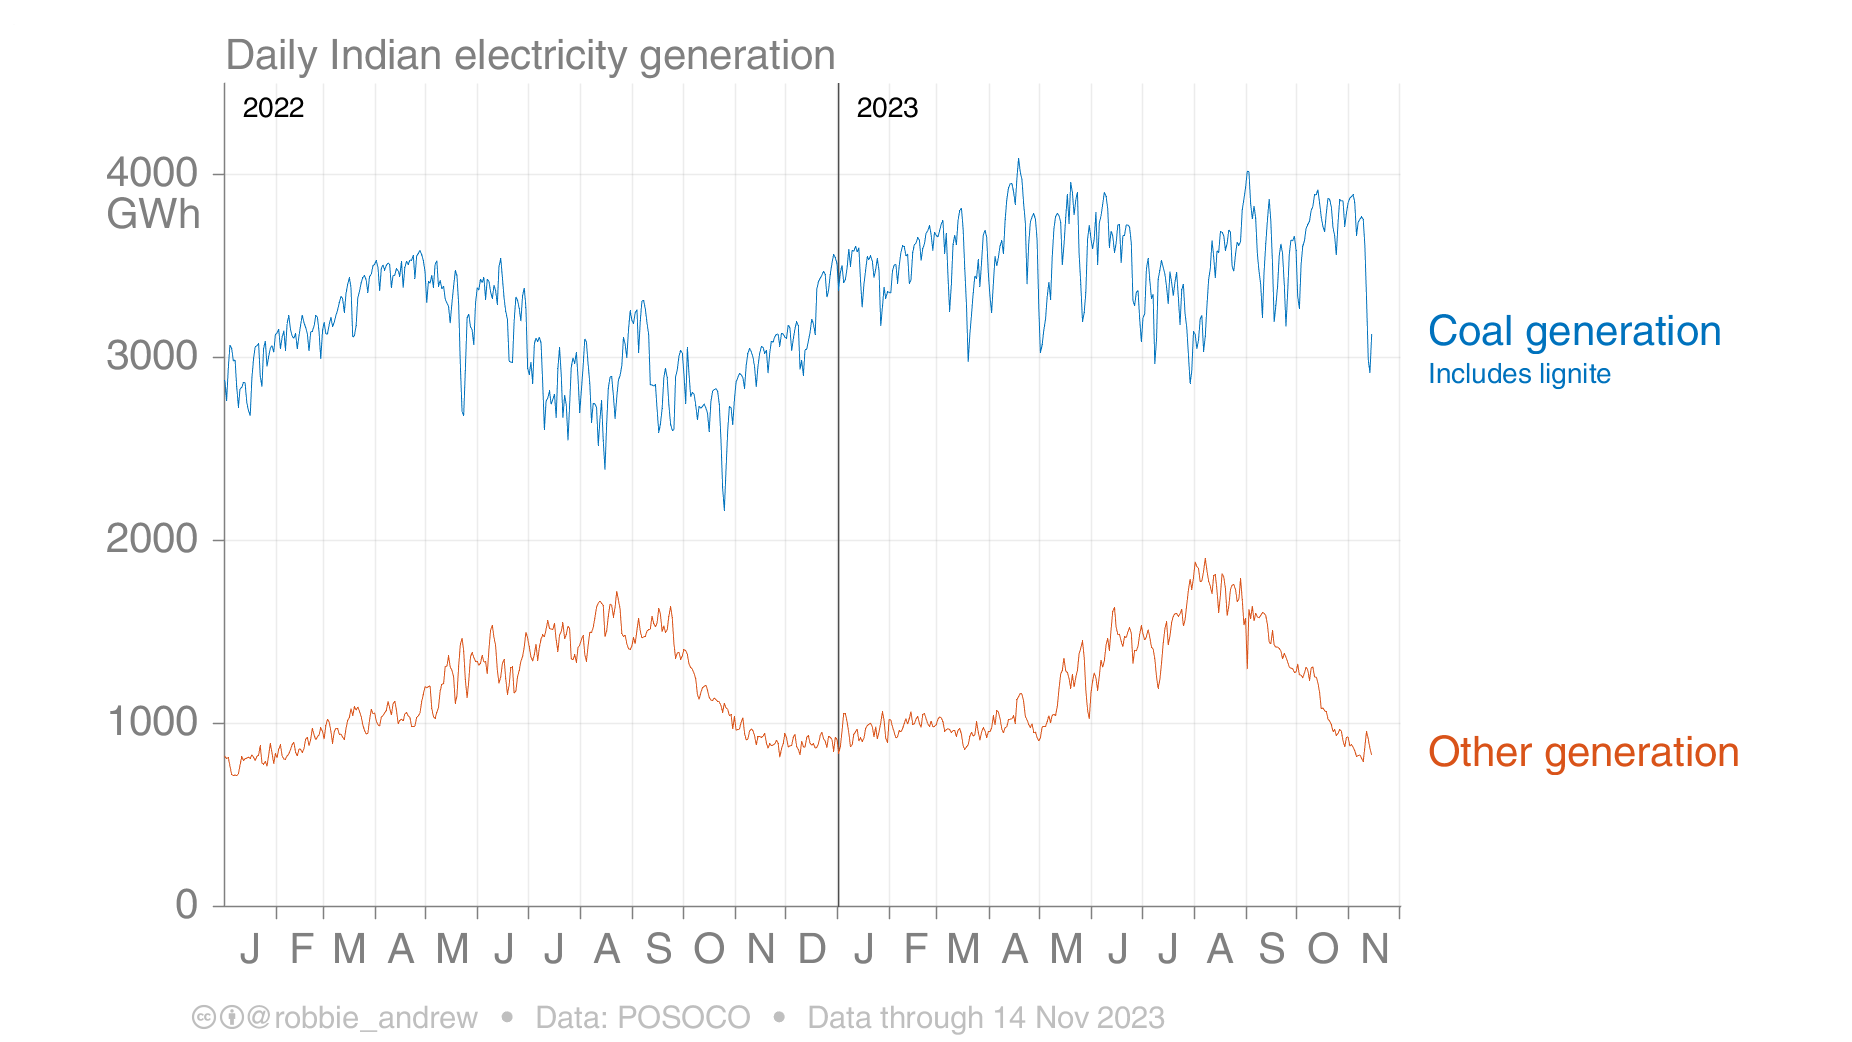 Daily Indian electricity generation
2022
2023
4000
GWh
3000
2000
1000
0
Coal generation
Includes lignite
Other generation
J F M A M J J A S O N D J F M A M J J A S O N
cc @robbie_andrew • Data: POSOCO • Data through 14 Nov 2023